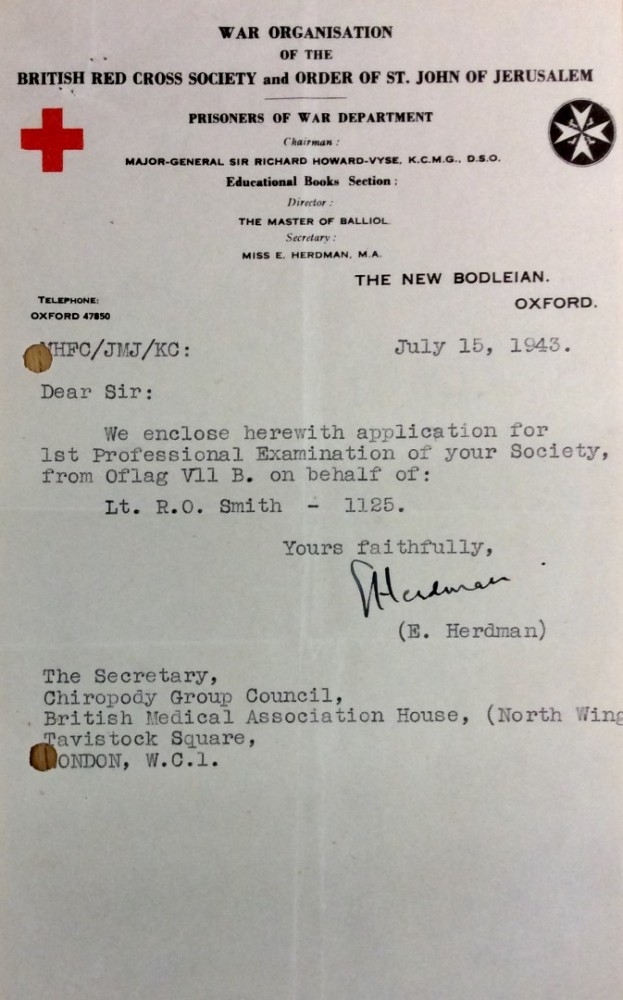 WAR ORGANISATION
OF THE
BRITISH RED CROSS SOCIETY and ORDER OF ST. JOHN OF JERUSALEM
PRISONERS OF WAR DEPARTMENT
Chairman :
MAJOR-GENERAL SIR RICHARD HOWARD-VYSE, K.C.M.G., D.S.O.
Educational Books Section :
Director :
THE MASTER OF BALLIOL.
Secretary :
MISS E. HERDMAN, M.A.
THE NEW BODLEIAN.
OXFORD.
TELEPHONE:
OXFORD 47850
HFC/JMJ/KC:
July 15, 1943.
Dear Sir:
We enclose herewith application for
1st Professional Examination of your Society,
from Oflag Vll B. on behalf of:
Lt. R.O. Smith - 1125.
Yours faithfully,
EHerdman
(E. Herdman)
The Secretary,
Chiropody Group Council,
British Medical Association House, (North Wing
Tavistock Square,
LONDON, W.C.1.